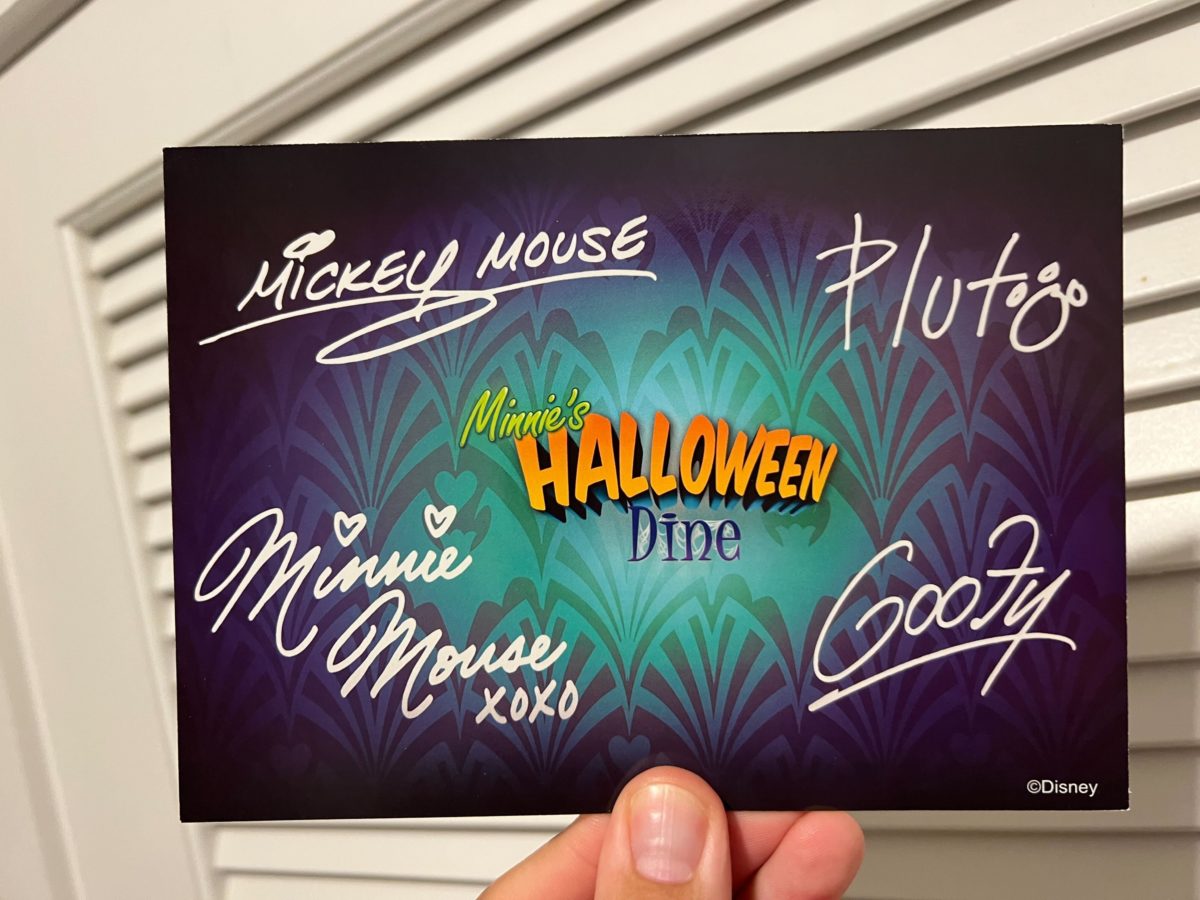 MICKEY MOUSE
Pluto
Minnie's
HALLOWEEN
Dine
Minnie
Mouse
XOXO
Goofy
©Disney